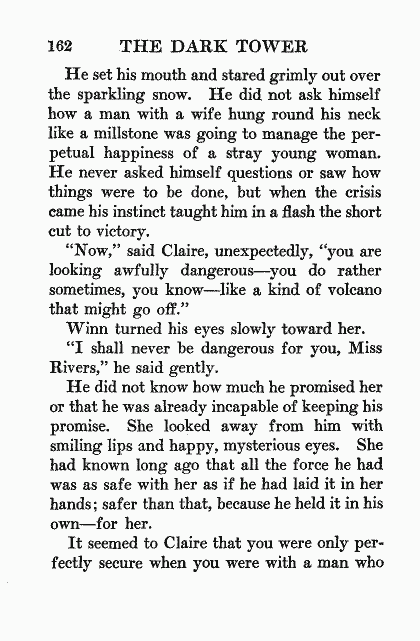 162 THE DARK TOWER
He set his mouth and stared grimly out over
the sparkling snow. He did not ask himself
how a man with a wife hung round his neck
like a millstone was going to manage the per-
petual happiness of a stray young woman.
He never asked himself questions or saw how
things were to be done, but when the crisis
came his instinct taught him in a flash the short
cut to victory.
"Now," said Claire, unexpectedly, "you are
looking awfully dangerous—you do rather
sometimes, you know—like a kind of volcano
that might go off."
Winn turned his eyes slowly toward her.
"I shall never be dangerous for you, Miss
Rivers," he said gently.
He did not know how much he promised her
or that he was already incapable of keeping his
promise. She looked away from him with
smiling lips and happy, mysterious eyes. She
had known long ago that all the force he had
was as safe with her as if he had laid it in her
hands; safer than that, because he held it in his
own—for her.
It seemed to Claire that you were only per-
fectly secure when you were with a man who